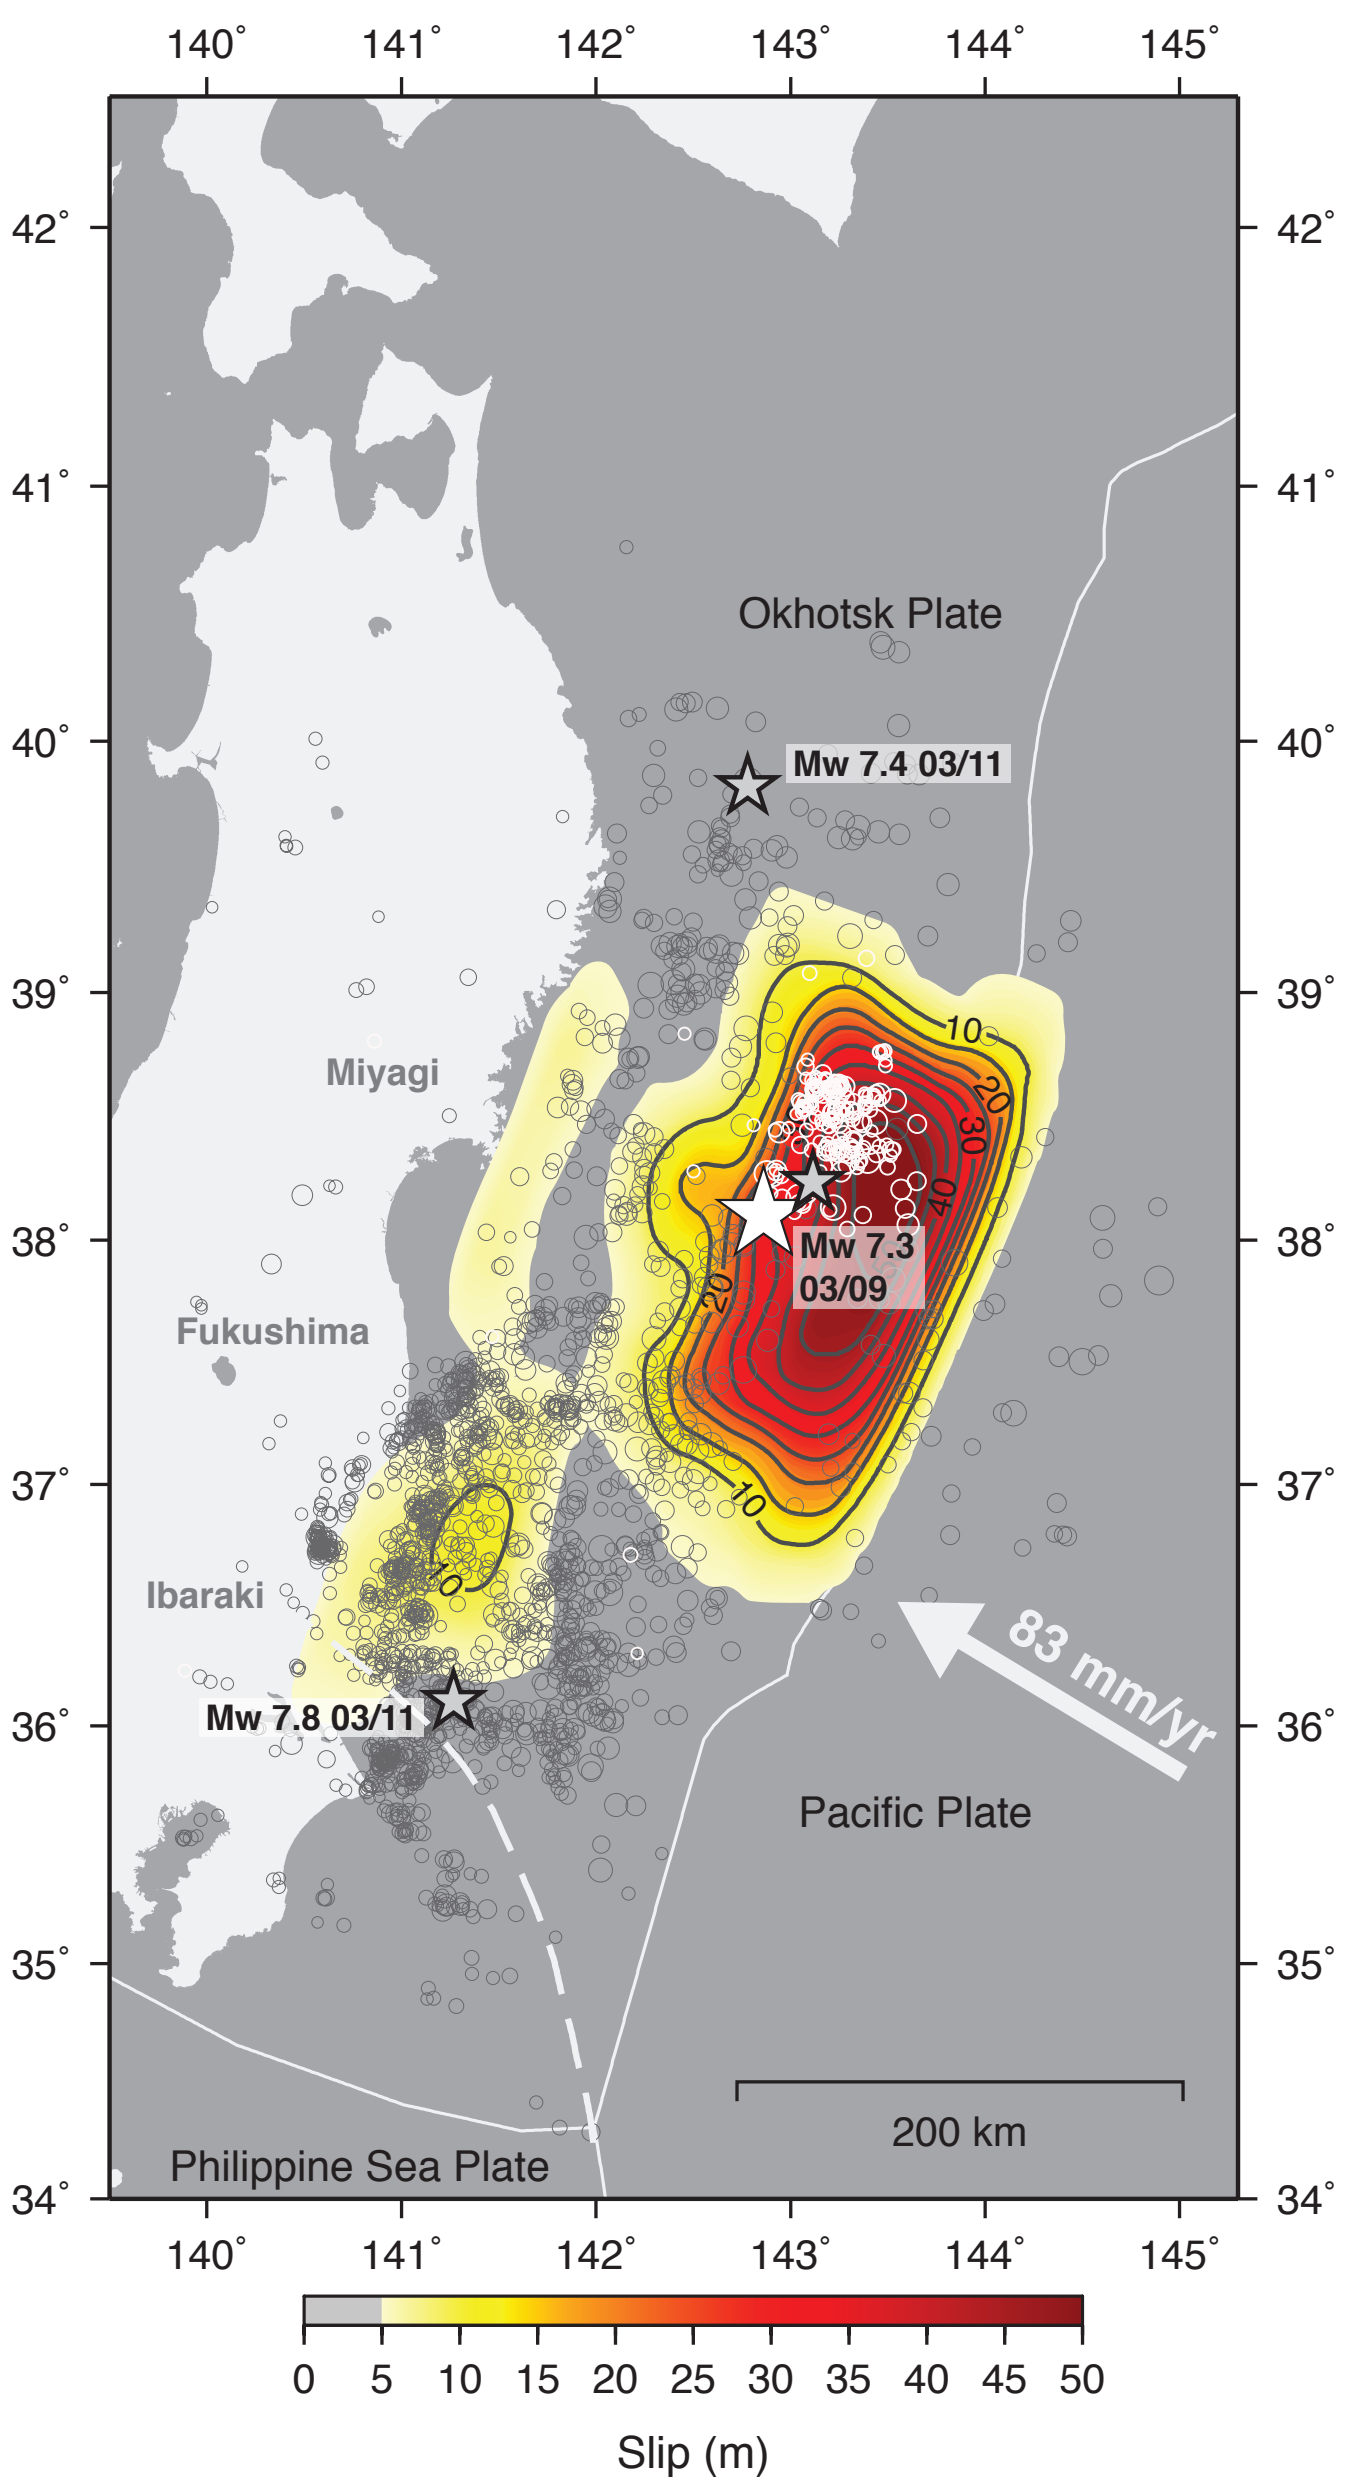 140˚ 141˚ 142˚ 143˚ 144˚ 145˚
42˚ 42˚
41˚ 41˚
Okhotsk Plate
40˚ 40˚
Mw 7.4 03/11
39˚ 39˚
10
Miyagi
20
30
40
38˚ 38˚
Mw 7.3
03/09
20
Fukushima
37˚ 37˚
10
10
Ibaraki
83 mm/yr
36˚ 36˚
Mw 7.8 03/11
Pacific Plate
35˚ 35˚
200 km
Philippine Sea Plate
34˚ 34˚
140˚ 141˚ 142˚ 143˚ 144˚ 145˚
0 5 10 15 20 25 30 35 40 45 50
Slip (m)